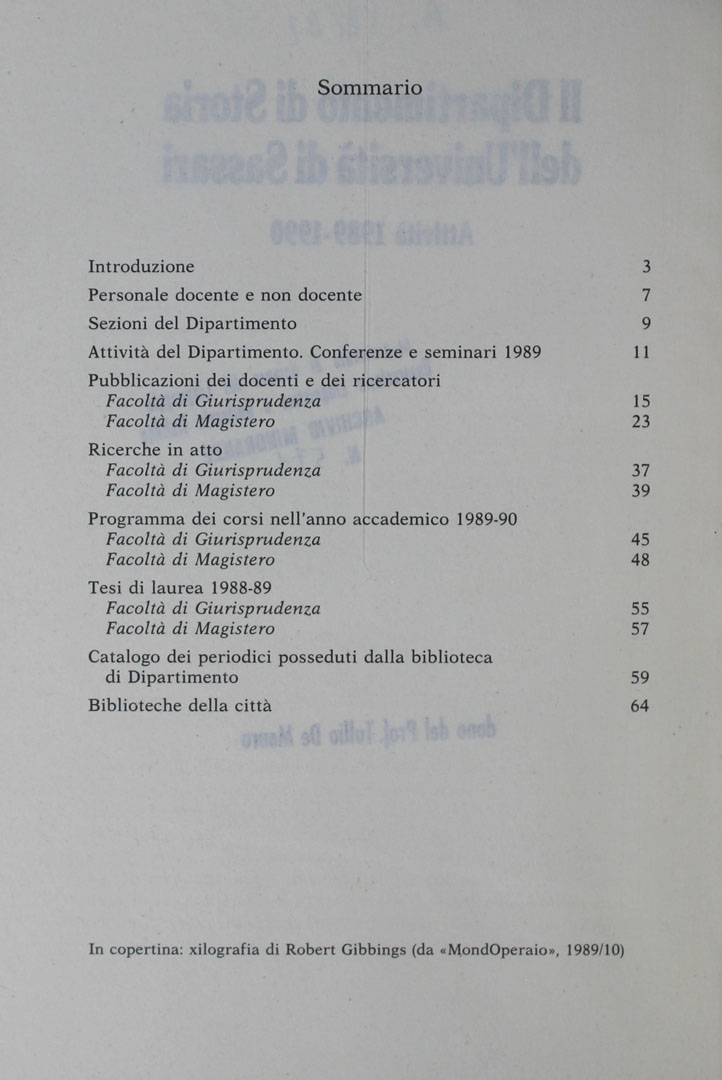 Sommario
Introduzione 3
Personale docente e non docente 7
Sezioni del Dipartimento 9
Attività del Dipartimento. Conferenze e seminari 1989 11
Pubblicazioni dei docenti e dei ricercatori
Facoltà di Giurisprudenza 15
Facoltà di Magistero 23
Ricerche in atto
Facoltà di Giurisprudenza 37
Facoltà di Magistero 39
Programma dei corsi nell'anno accademico 1989-90
Facoltà di Giurisprudenza 45
Facoltà di Magistero 48
Tesi di laurea 1988-89
Facoltà di Giurisprudenza 55
Facoltà di Magistero 57
Catalogo dei periodici posseduti dalla biblioteca
di Dipartimento 59
Biblioteche della città 64
In copertina: xilografia di Robert Gibbings (da «MondOperaio», 1989/10)